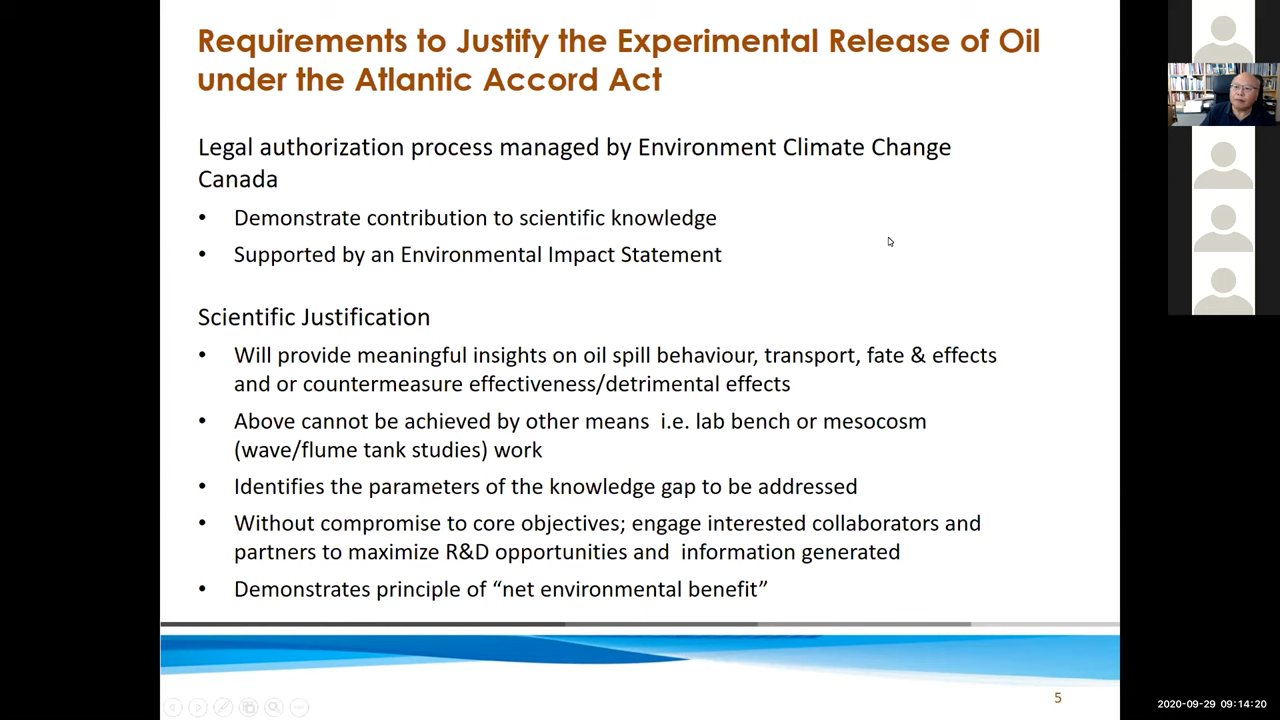 Requirements to Justify the Experimental Release of Oil
under the Atlantic Accord Act
Legal authorization process managed by Environment Climate Change
Canada
• Demonstrate contribution to scientific knowledge
• Supported by an Environmental Impact Statement
Scientific Justification
• Will provide meaningful insights on oil spill behaviour, transport, fate & effects
and or countermeasure effectiveness/detrimental effects
• Above cannot be achieved by other means i.e. lab bench or mesocosm
(wave/flume tank studies) work
• Identifies the parameters of the knowledge gap to be addressed
• Without compromise to core objectives; engage interested collaborators and
partners to maximize R&D opportunities and information generated
• Demonstrates principle of “net environmental benefit”
5
2020-09-29 09:14:20